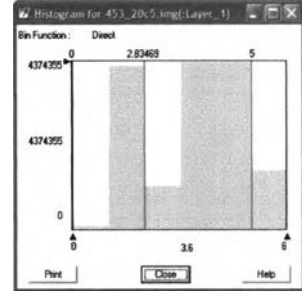 Histogram for 453_20c5.img(:Layer_1)
Bin Function : Direct
0 2.83469 5
4374355
4374355
0
0 3.6 6
Print Close Help